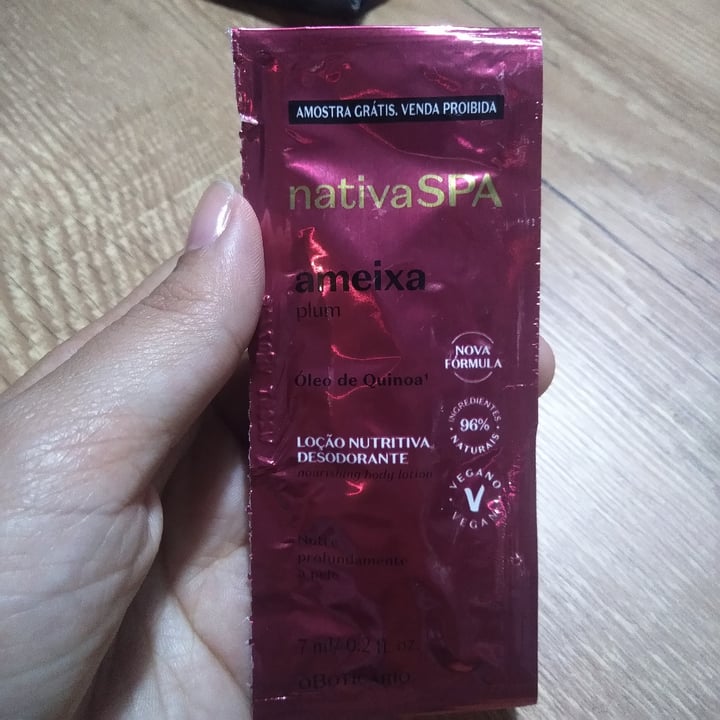 AMOSTRA GRÁTIS. VENDA PROIBIDA
nativaSPA
ameixa
plum
NOVA
FÓRMULA
Óleo de Quinoa¹
INGREDIENTES
96%
NATURAIS
LOÇÃO NUTRITIVA
DESODORANTE
nourishing body lotion
VEGANO
V
VEGAN
Nutre
profundamente
a pele
7 ml/ 0.2 fl. oz.
oBOTICÁRIO